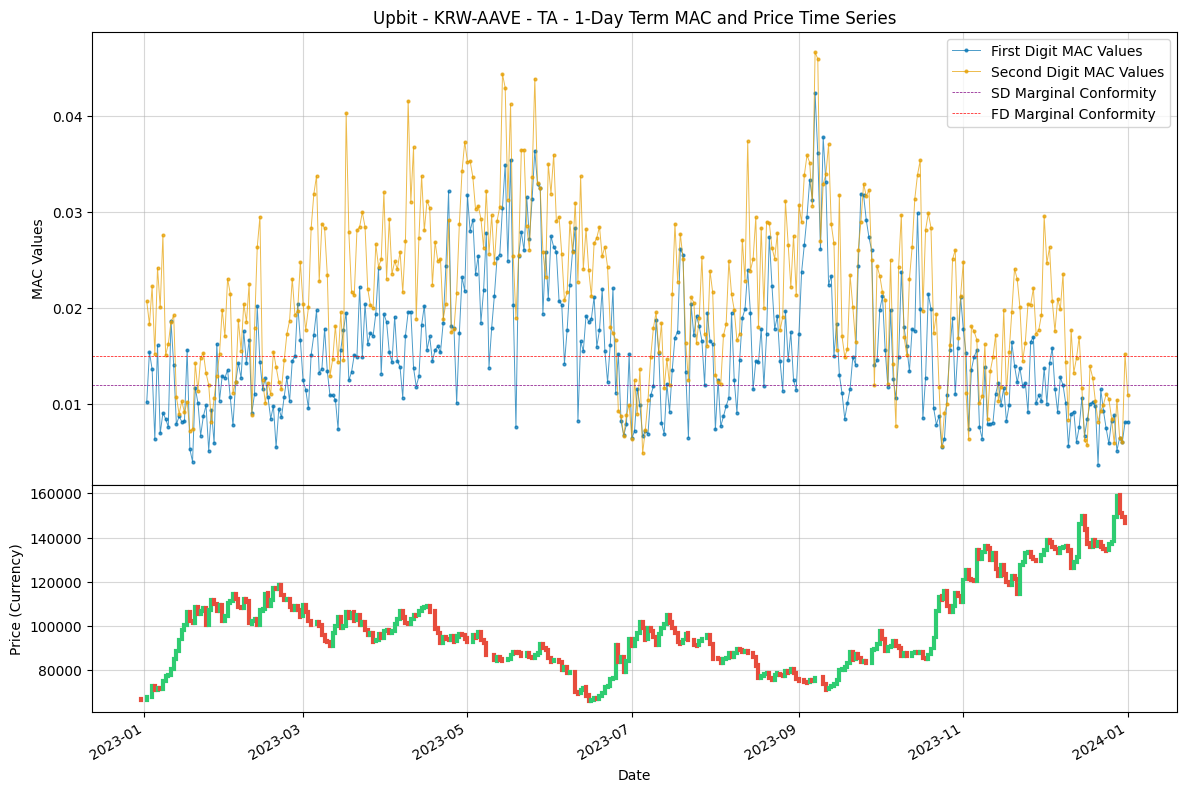 Upbit - KRW-AAVE - TA - 1-Day Term MAC and Price Time Series
First Digit MAC Values
Second Digit MAC Values
SD Marginal Conformity
FD Marginal Conformity
MAC Values
0.04
0.03
0.02
0.01
Price (Currency)
160000
140000
120000
100000
80000
2023-01
2023-03
2023-05
2023-07
2023-09
2023-11
2024-01
Date